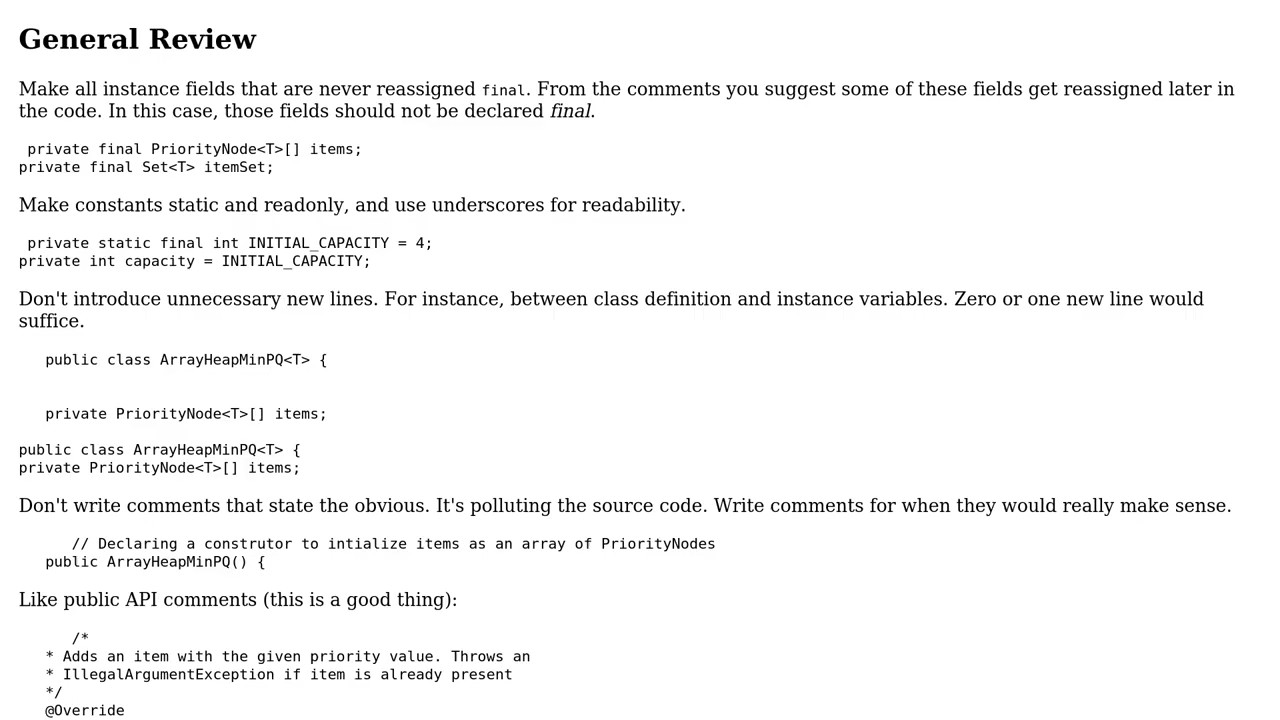 General Review
Make all instance fields that are never reassigned final. From the comments you suggest some of these fields get reassigned later in
the code. In this case, those fields should not be declared final.
private final PriorityNode<T>[] items;
private final Set<T> itemSet;
Make constants static and readonly, and use underscores for readability.
private static final int INITIAL_CAPACITY = 4;
private int capacity = INITIAL_CAPACITY;
Don't introduce unnecessary new lines. For instance, between class definition and instance variables. Zero or one new line would
suffice.
public class ArrayHeapMinPQ<T> {
private PriorityNode<T>[] items;
public class ArrayHeapMinPQ<T> {
private PriorityNode<T>[] items;
Don't write comments that state the obvious. It's polluting the source code. Write comments for when they would really make sense.
// Declaring a construtor to intialize items as an array of PriorityNodes
public ArrayHeapMinPQ() {
Like public API comments (this is a good thing):
/*
* Adds an item with the given priority value. Throws an
* IllegalArgumentException if item is already present
*/
@Override